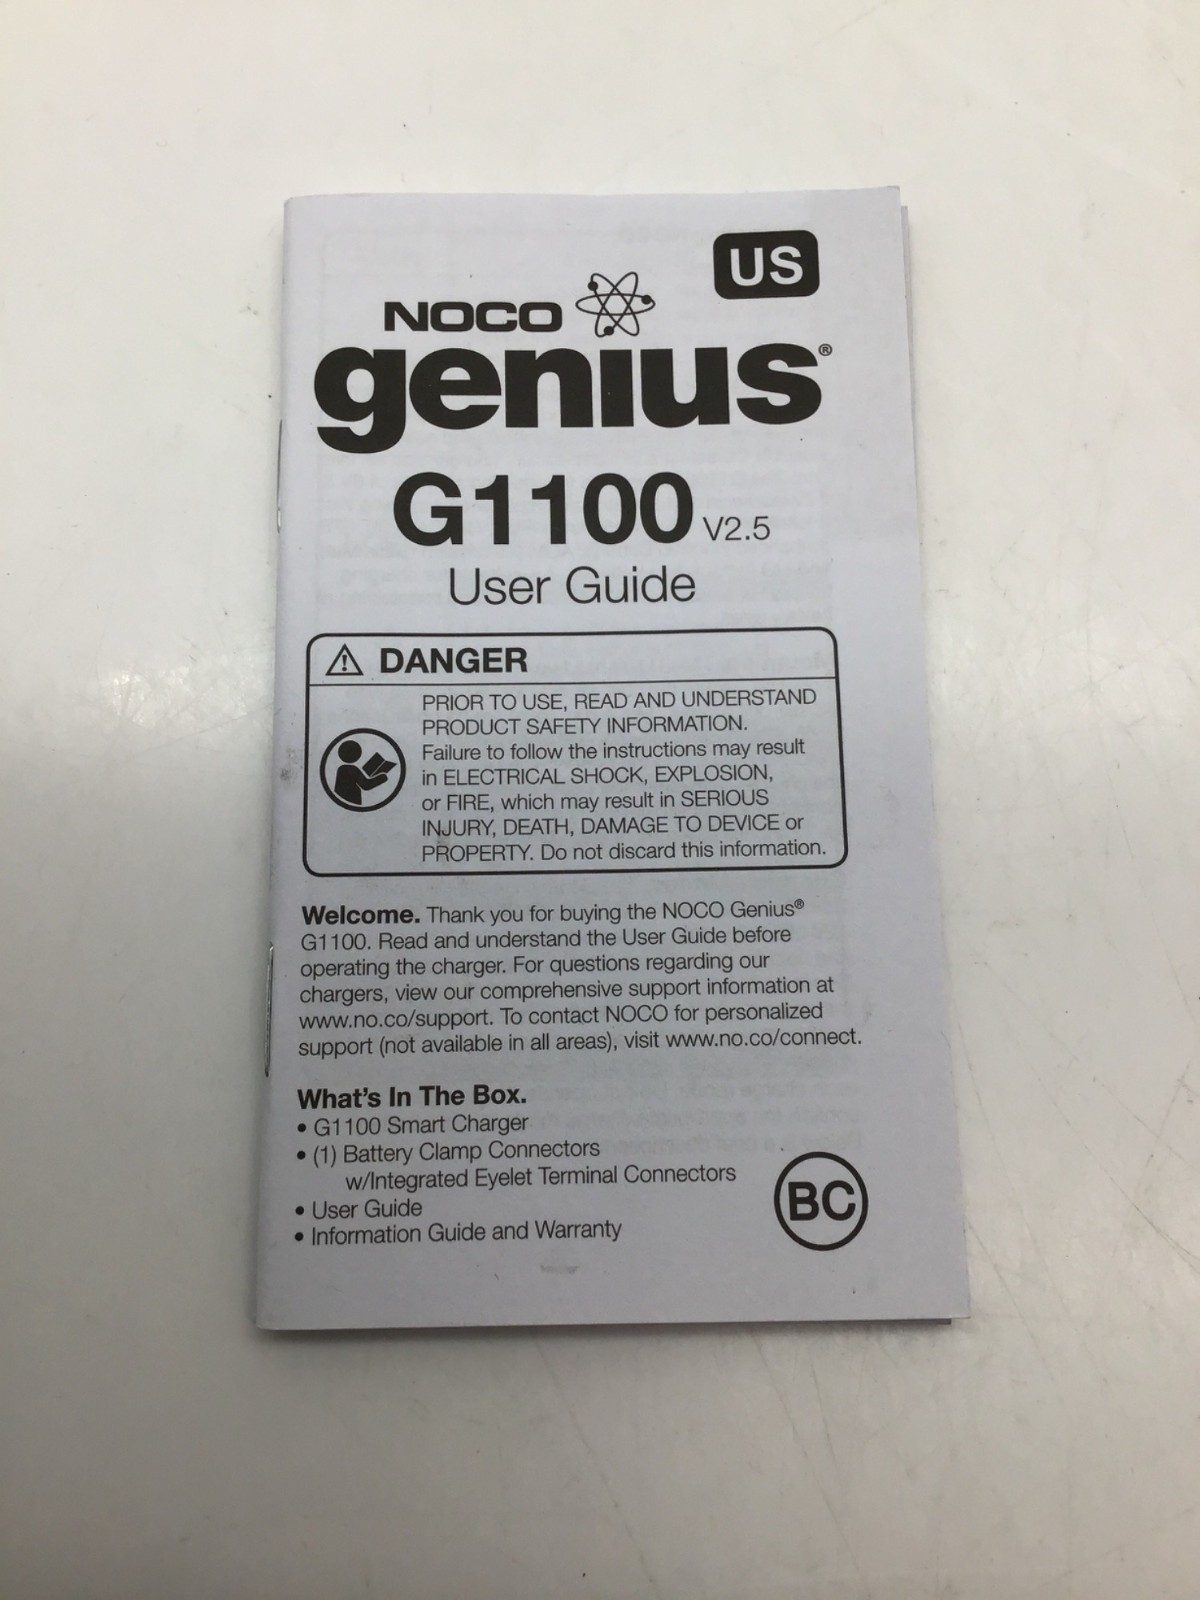 US
NOCO
genius®
G1100 V2.5
User Guide
DANGER
PRIOR TO USE, READ AND UNDERSTAND
PRODUCT SAFETY INFORMATION.
Failure to follow the instructions may result
in ELECTRICAL SHOCK, EXPLOSION,
or FIRE, which may result in SERIOUS
INJURY, DEATH, DAMAGE TO DEVICE or
PROPERTY. Do not discard this information.
Welcome. Thank you for buying the NOCO Genius®
G1100. Read and understand the User Guide before
operating the charger. For questions regarding our
chargers, view our comprehensive support information at
www.no.co/support. To contact NOCO for personalized
support (not available in all areas), visit www.no.co/connect.
What's In The Box.
• G1100 Smart Charger
• (1) Battery Clamp Connectors
w/Integrated Eyelet Terminal Connectors
• User Guide
• Information Guide and Warranty
BC